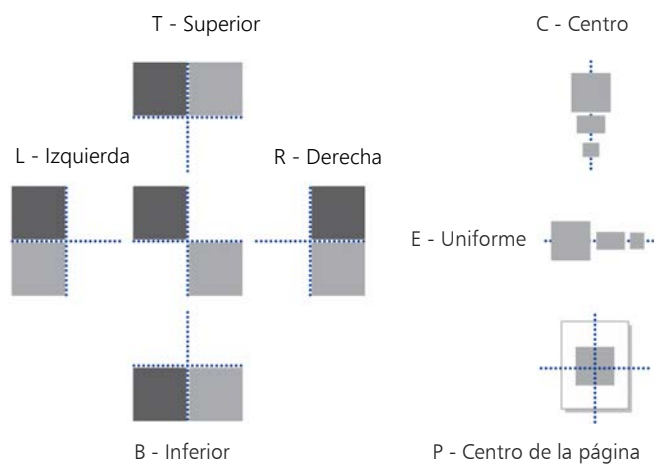 T - Superior
C - Centro
L - Izquierda
R - Derecha
E - Uniforme
B - Inferior
P - Centro de la página